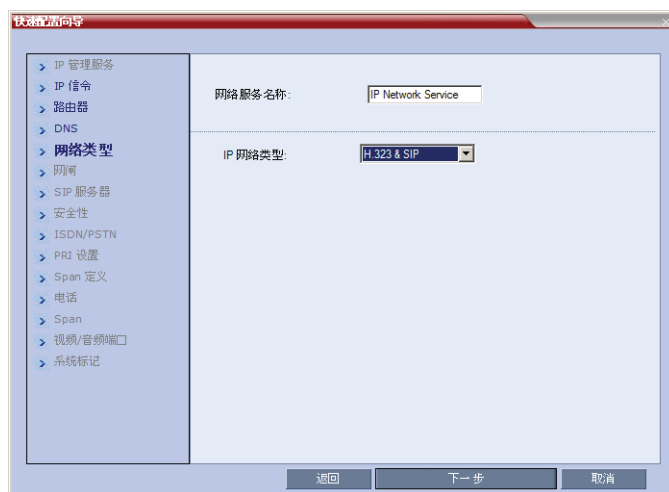 快速配置向导
IP 管理服务
IP 信令
路由器
DNS
网络类型
网闸
SIP 服务器
安全性
ISDN/PSTN
PRI 设置
Span 定义
电话
Span
视频/音频端口
系统标记
网络服务名称: IP Network Service
IP 网络类型: H.323 & SIP
返回 下一步 取消